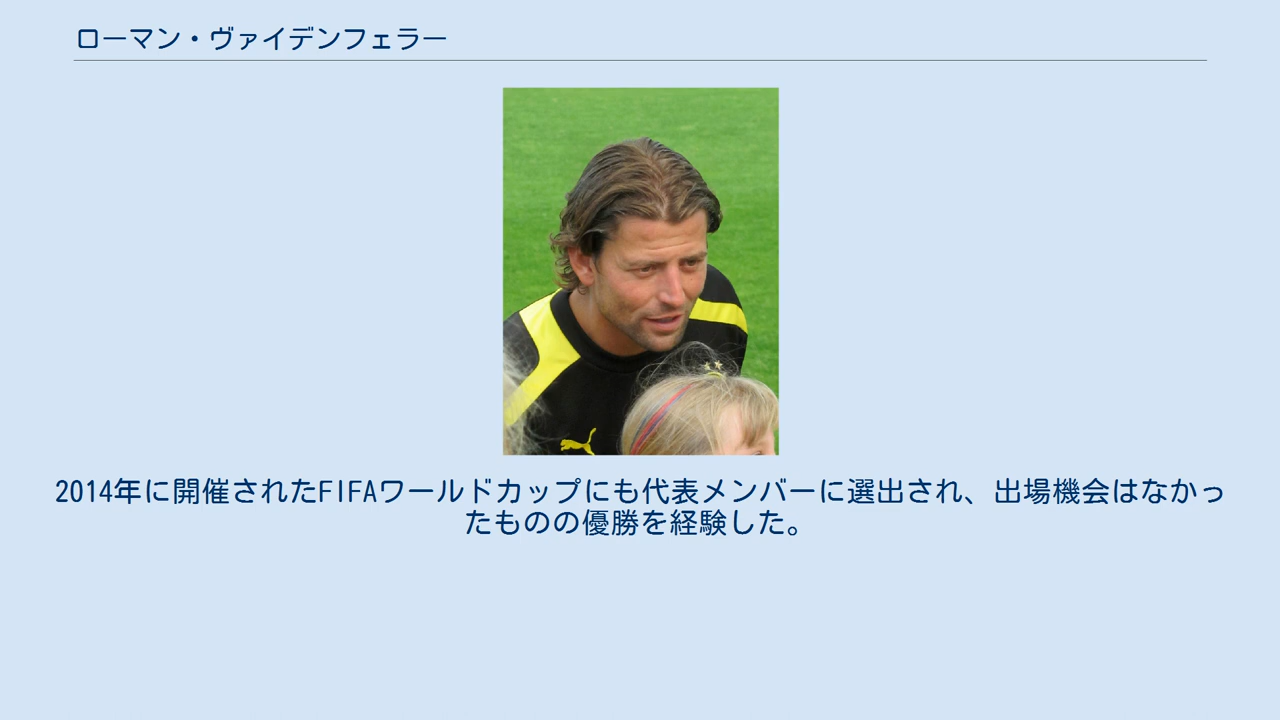 ローマン・ヴァイデンフェラー
2014年に開催されたFIFAワールドカップにも代表メンバーに選出され、出場機会はなかっ
たものの優勝を経験した。